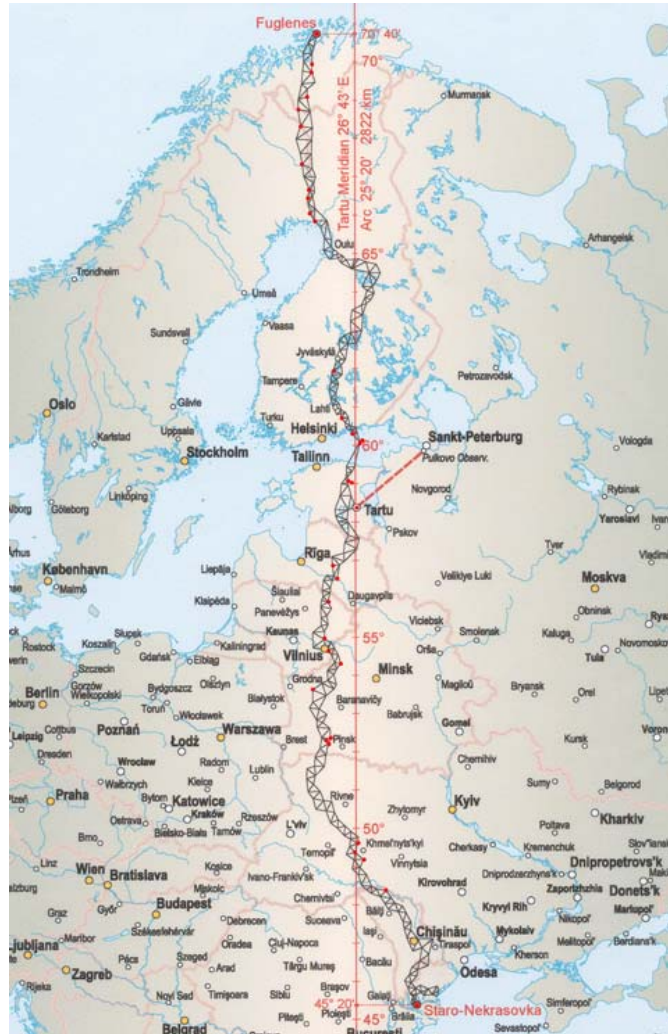 Fuglenes
70° 40'
70°
Murmansk
Tartu Meridian 26° 43' E
Arc 25° 20' 2822 km
Oulu
65°
Arhangelsk
Trondheim
Umeå
Vaasa
Sundsvall
Jyväskylä
Petrozavodsk
Tampere
Oslo
Gävle
Lahti
Turku
Helsinki
Sankt-Peterburg
Karlstad
Uppsala
60°
Vologda
Stockholm
Tallinn
Pulkovo Observ.
Linköping
Novgorod
Rybinsk
Göteborg
Tartu
Yaroslavl
Pskov
Rīga
Tver
København
Liepāja
Velikiye Luki
Moskva
Malmö
Klaipėda
Šiauliai
Daugavpils
Panevėžys
Obninsk
Viciebsk
55°
Kaunas
Smolensk
Kaluga
Rostock
Koszalin
Słupsk
Gdańsk
Kaliningrad
Elbląg
Vilnius
Orša
Tula
Novomoskov
Szczecin
Minsk
Gorzów
Wielkopolski
Olsztyn
Grodna
Magiloŭ
Berlin
Bydgoszcz
Białystok
Baranavičy
Bryansk
Orel
Toruń
Włocławek
Babrujsk
Poznań
Warszawa
Gomal
Leipzig
Cottbus
Łódź
Brest
Pinsk
Kursk
Dresden
Wrocław
Radom
Lublin
Chernihiv
Wałbrzych
Kielce
Sumy
Belgorod
Praha
Bytom
Katowice
Rivne
Zhytomyr
Kyiv
Kharkiv
Ostrava
Kraków
Rzeszów
L'viv
50°
Poltava
Bielsko-Biała
Tarnów
Brno
Ternopil'
Khmel'nyts'kyi
Cherkasy
Kremenchuk
Linz
Košice
Ivano-Frankivs'k
Vinnytsia
Dnipropetrovs'k
Wien
Bratislava
Miskolc
Chernivtsi
Kirovohrad
Dniprodzerzhyns'k
Donets'k
Győr
Zaporizhzhia
Graz
Budapest
Debrecen
Suceava
Bălţi
Kryvyi Rih
Nikopol'
Mariupol'
Székesfehérvár
Maribor
Oradea
Cluj-Napoca
Iaşi
Chişinău
Mykolaiv
Melitopol'
Berdians'k
Ljubljana
Pécs
Szeged
Arad
Târgu Mureş
Bacău
Tiraspol
Kherson
Zagreb
Odesa
Rijeka
Novyi Sad
Timişoara
Sibiu
Braşov
Galaţi
45° 20'
Staro-Nekrasovka
Simferopol'
Brăila
Belgrad
Piteşti
Ploieşti
Bucureşti
Sevastopol'